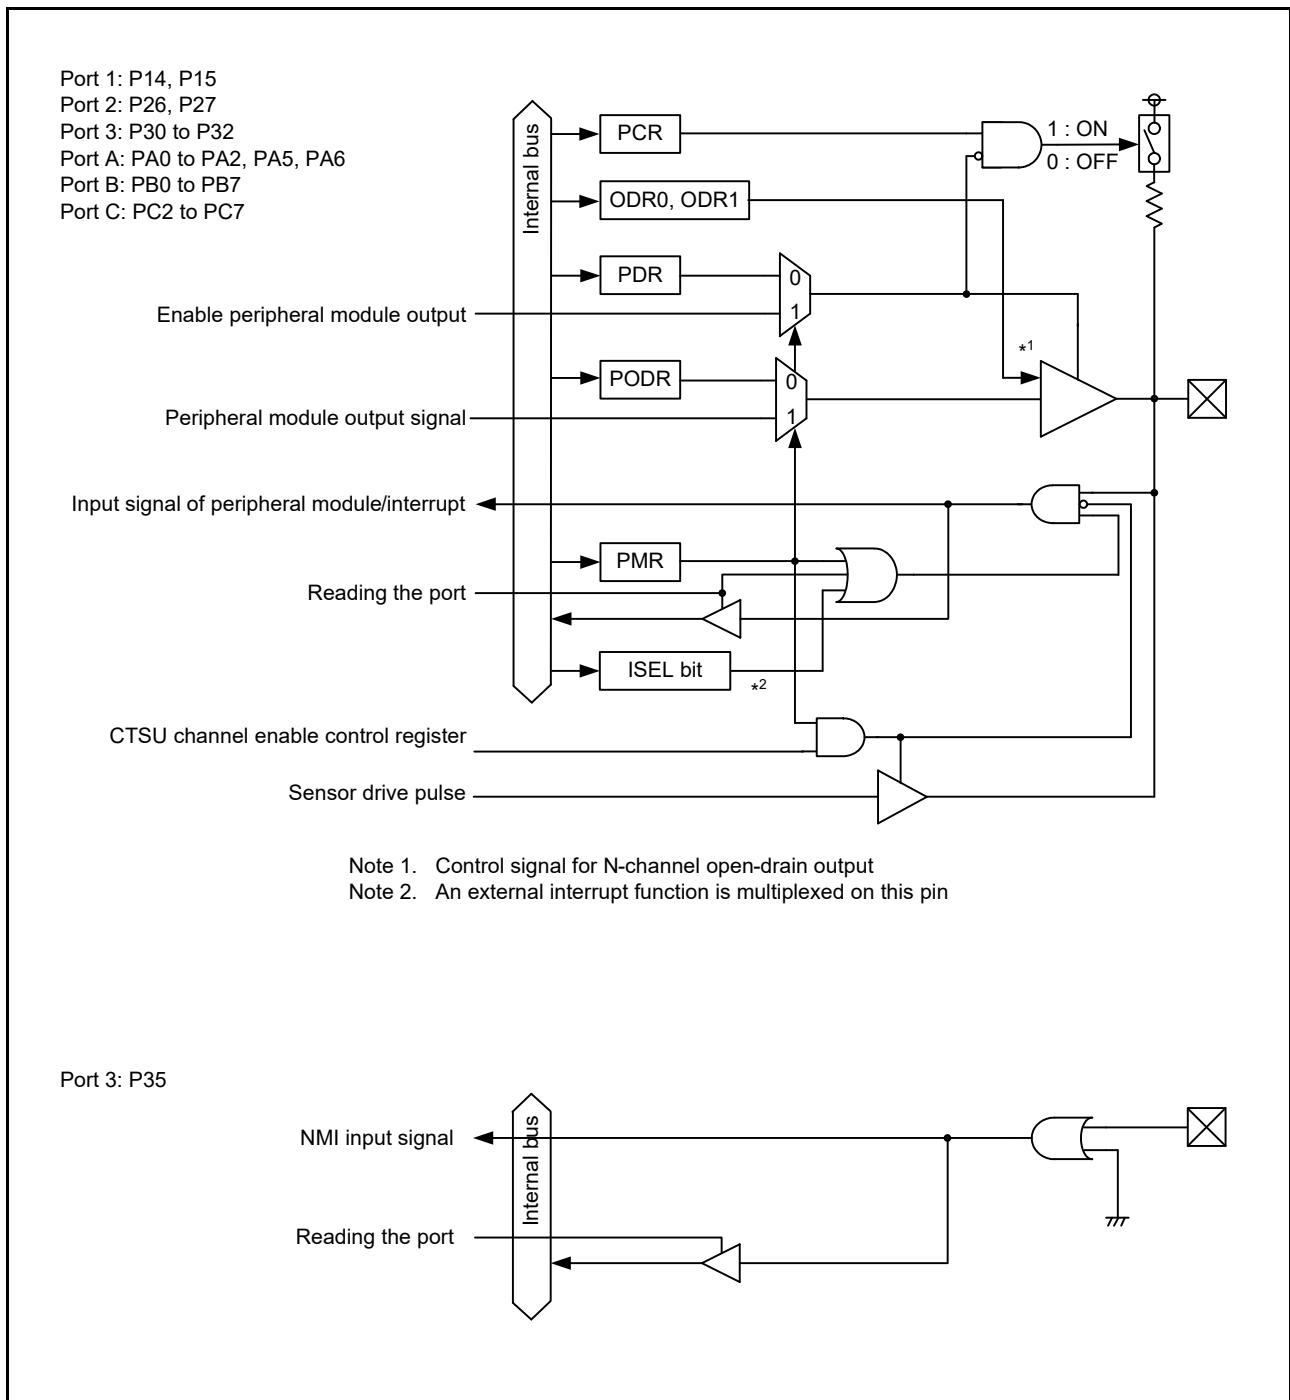 Port 1: P14, P15
Port 2: P26, P27
Port 3: P30 to P32
Port A: PA0 to PA2, PA5, PA6
Port B: PB0 to PB7
Port C: PC2 to PC7
Internal bus
PCR
1 : ON
0 : OFF
ODR0, ODR1
PDR
0
Enable peripheral module output
1
*1
PODR
0
Peripheral module output signal
1
Input signal of peripheral module/interrupt
PMR
Reading the port
ISEL bit
*2
CTSU channel enable control register
Sensor drive pulse
Note 1. Control signal for N-channel open-drain output
Note 2. An external interrupt function is multiplexed on this pin
Port 3: P35
NMI input signal
Internal bus
Reading the port